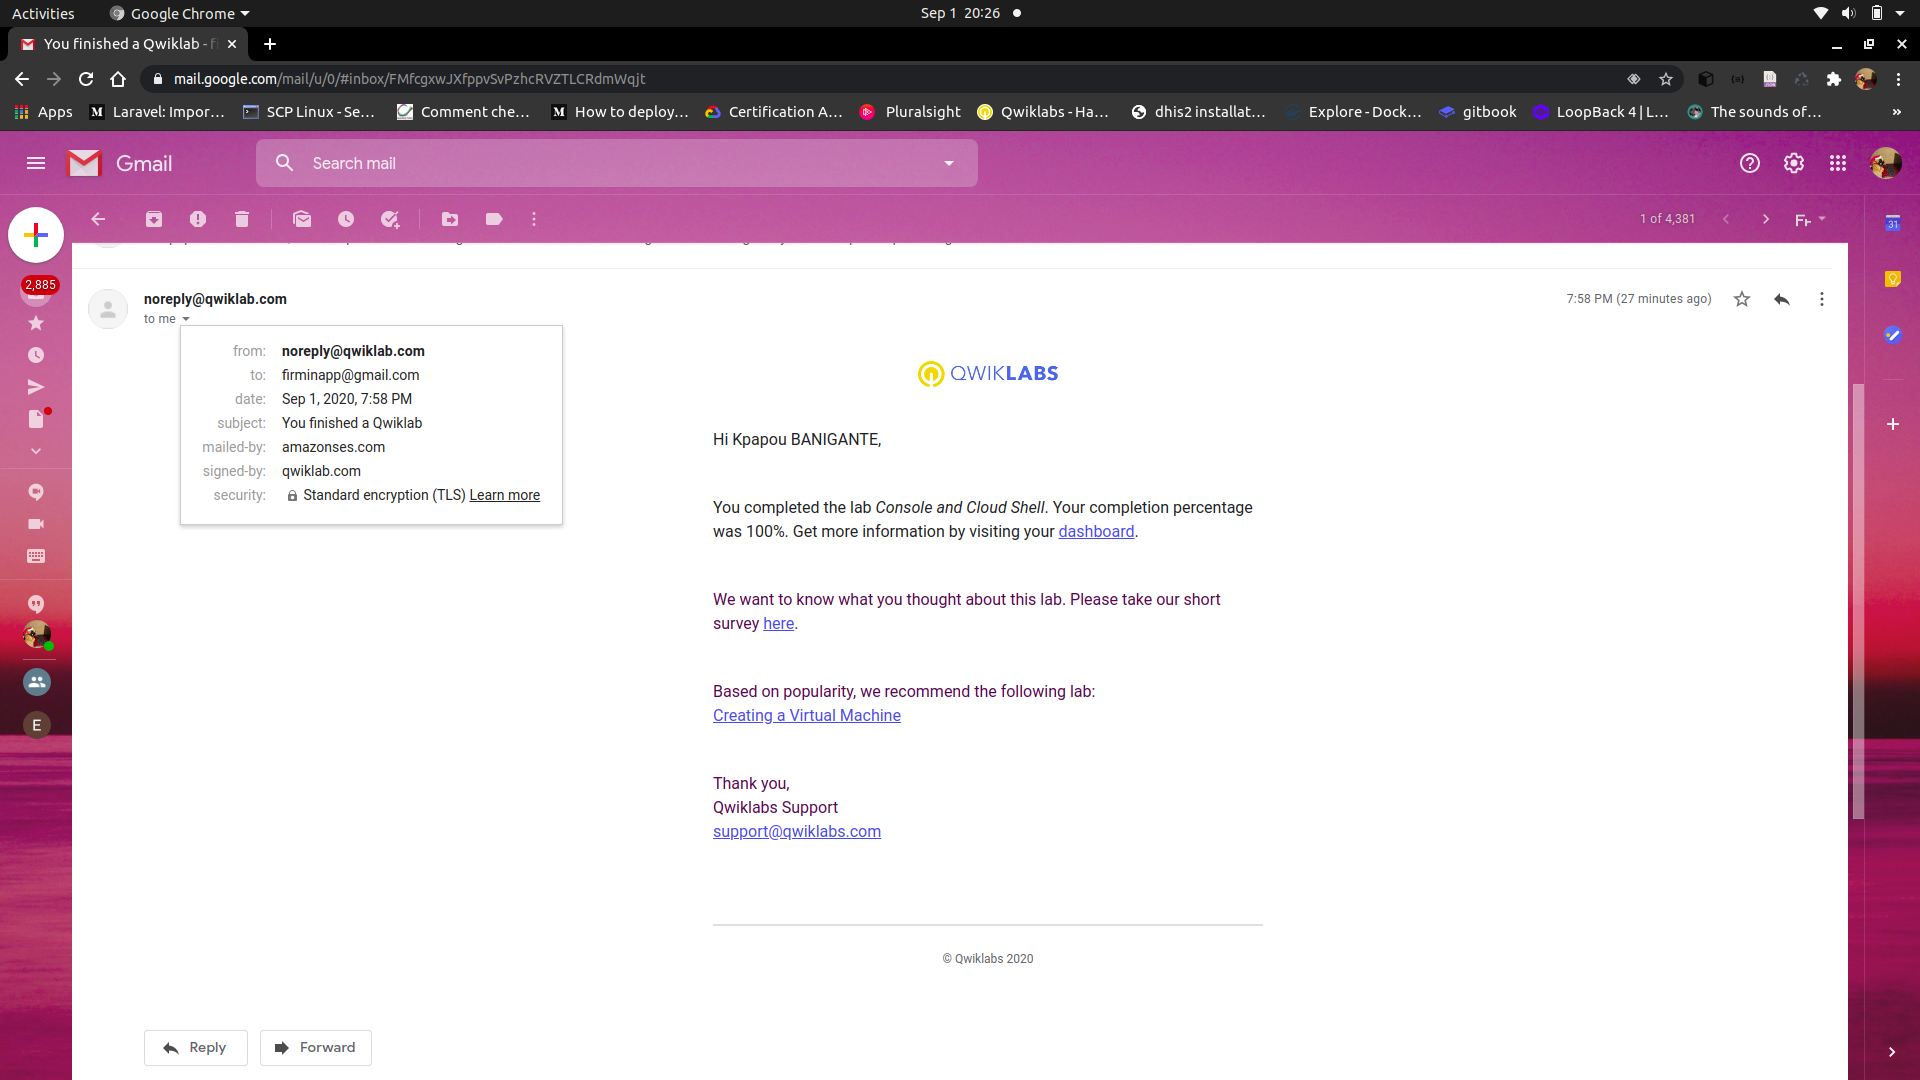 Activities
Google Chrome
Sep 1 20:26
You finished a Qwiklab - f
mail.google.com/mail/u/0/#inbox/FMfcgxwJXfppvSvPzhcRVZTLCRdmWqjt
Apps
Laravel: Impor...
SCP Linux - Se...
Comment che...
How to deploy...
Certification A...
Pluralsight
Qwiklabs - Ha...
dhis2 installat...
Explore - Dock...
gitbook
LoopBack 4 | L...
The sounds of...
»
Gmail
Search mail
1 of 4,381
31
2,885
noreply@qwiklab.com
7:58 PM (27 minutes ago)
to me
from: noreply@qwiklab.com
to: firminapp@gmail.com
date: Sep 1, 2020, 7:58 PM
subject: You finished a Qwiklab
mailed-by: amazonses.com
signed-by: qwiklab.com
security: Standard encryption (TLS) Learn more
QWIKLABS
Hi Kpapou BANIGANTE,
You completed the lab Console and Cloud Shell. Your completion percentage
was 100%. Get more information by visiting your dashboard.
We want to know what you thought about this lab. Please take our short
survey here.
Based on popularity, we recommend the following lab:
Creating a Virtual Machine
E
Thank you,
Qwiklabs Support
support@qwiklabs.com
© Qwiklabs 2020
Reply
Forward